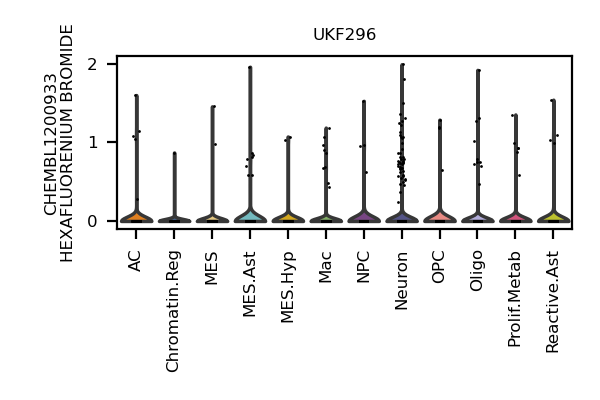 UKF296
CHEMBL1200933
HEXAFLUORENIUM BROMIDE
2
1
0
AC
Chromatin.Reg
MES
MES.Ast
MES.Hyp
Mac
NPC
Neuron
OPC
Oligo
Prolif.Metab
Reactive.Ast